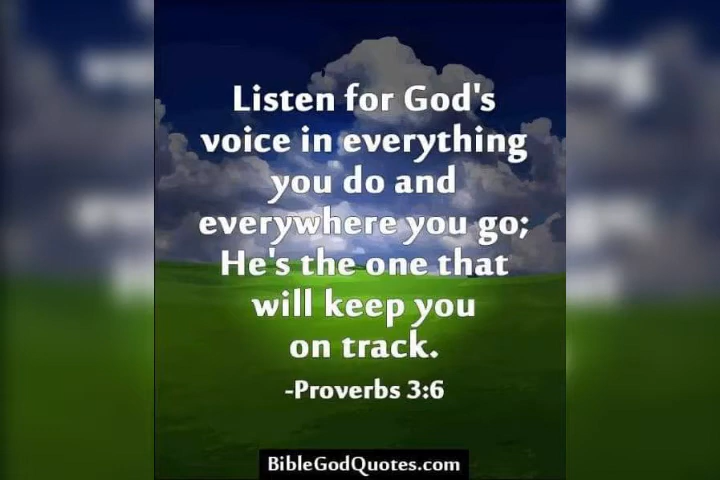 Listen for God's
voice in everything
you do and
everywhere you go;
He's the one that
will keep you
on track.
-Proverbs 3:6
BibleGodQuotes.com